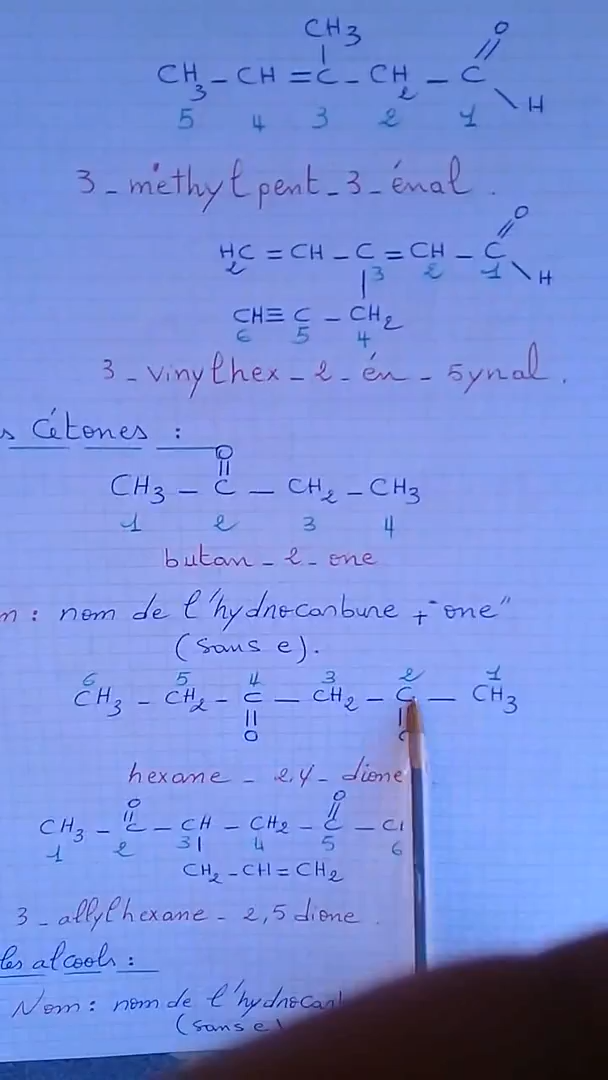 CH3
CH3 – CH = C – CH2 – C O
H
5 4 3 2 1
3 – méthylpent – 3 – énal.
H2C = CH – C = CH – C O
3 2 1 H
CH ≡ C – CH2
6 5 4
3 – vinylhex – 2 – én – 5ynal.
Cétones :
O
CH3 – C – CH2 – CH3
1 2 3 4
butan – 2 – one
: nom de l'hydrocarbure + "one"
(sans e).
6 5 4 3 2 1
CH3 – CH2 – C – CH2 – C – CH3
O
hexane – 2,4 – dione
O O
CH3 – C – CH – CH2 – C –
1 2 3 4 5 6
CH2 – CH = CH2
3 – allylhexane – 2,5 dione.
les alcools :
Nom : nom de l'hydrocar
(sans e)